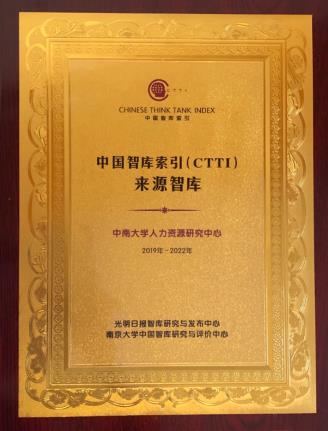 CTTI
CHINESE THINK TANK INDEX
中国智库索引
中国智库索引(CTTI)
来源智库
中南大学人力资源研究中心
2019年-2022年
光明日报智库研究与发布中心
南京大学中国智库研究与评价中心